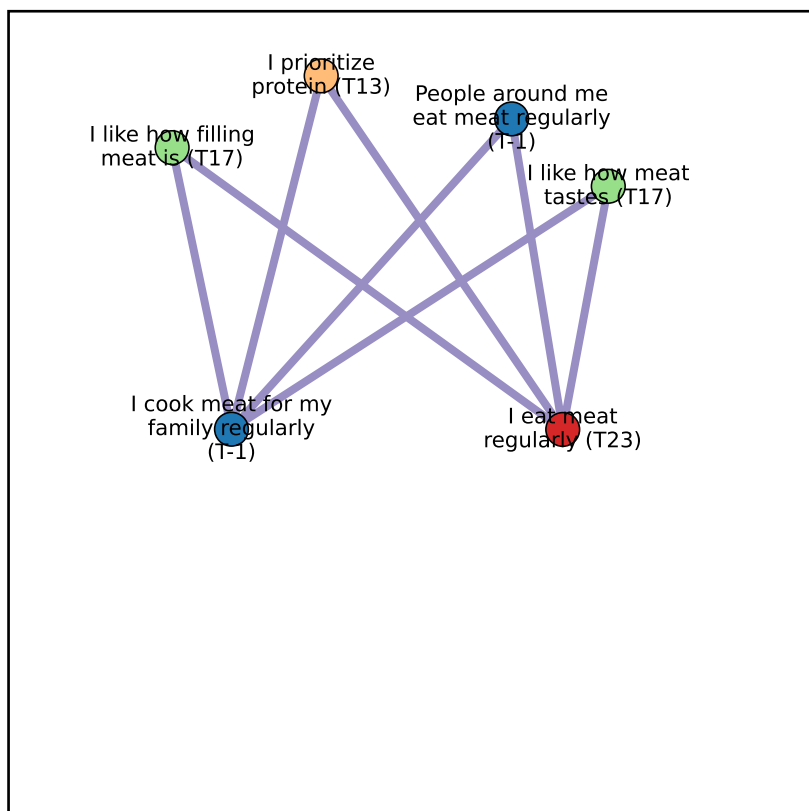 I prioritize
protein (T13)
People around me
eat meat regularly
(T-1)
I like how filling
meat is (T17)
I like how meat
tastes (T17)
I cook meat for my
family regularly
(T-1)
I eat meat
regularly (T23)